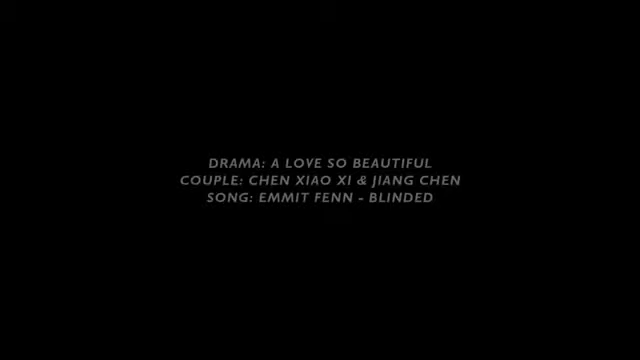 DRAMA: A LOVE SO BEAUTIFUL
COUPLE: CHEN XIAO XI & JIANG CHEN
SONG: EMMIT FENN - BLINDED